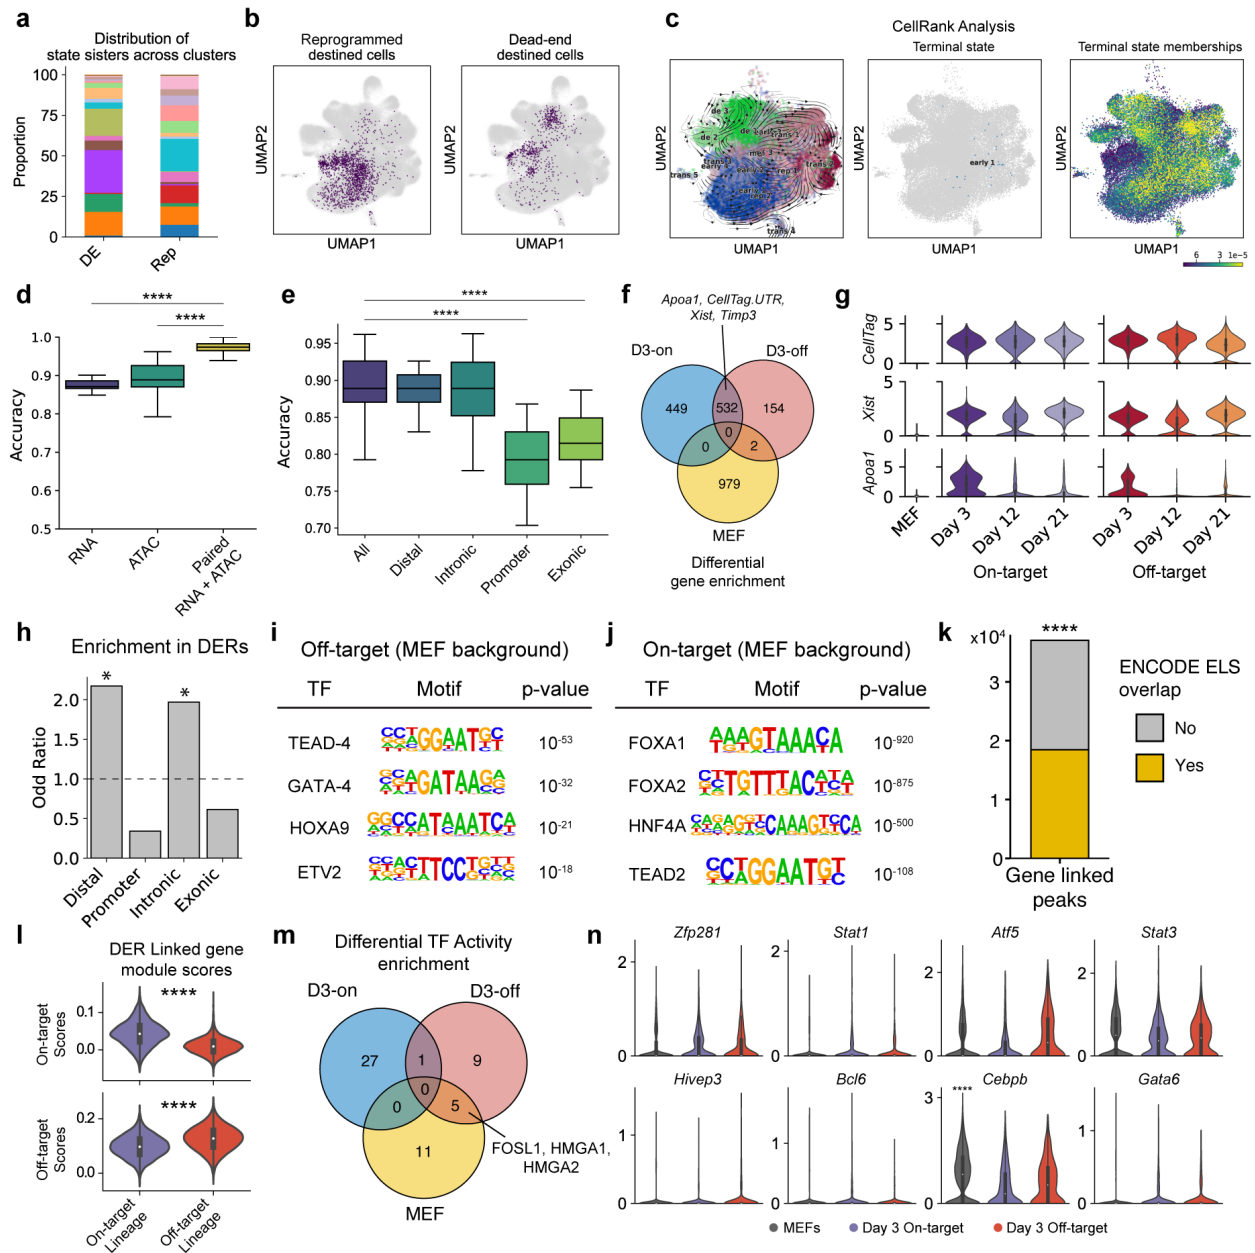 a
Distribution of
state sisters across clusters
Proportion
100
75
50
25
0
DE
Rep
b
Reprogrammed
destined cells
Dead-end
destined cells
UMAP2
UMAP1
UMAP2
UMAP1
c
CellRank Analysis
Terminal state
Terminal state memberships
UMAP2
UMAP1
UMAP2
UMAP1
early 1
UMAP2
UMAP1
6 3 1e-5
d
Accuracy
1.0
0.9
0.8
0.7
0.6
0.5
****
****
RNA
ATAC
Paired
RNA + ATAC
e
Accuracy
0.95
0.90
0.85
0.80
0.75
0.70
****
****
All
Distal
Intronic
Promoter
Exonic
f
Apoa1, CellTag.UTR,
Xist, Timp3
D3-on
D3-off
449
532
154
0
0
2
979
MEF
Differential
gene enrichment
g
CellTag
5
0
Xist
5
0
Apoa1
5
0
MEF
Day 3
Day 12
Day 21
Day 3
Day 12
Day 21
On-target
Off-target
h
Enrichment in DERs
Odd Ratio
2.0
1.5
1.0
0.5
0.0
*
*
Distal
Promoter
Intronic
Exonic
i
Off-target (MEF background)
TF Motif p-value
TEAD-4 GGAATG 10-53
GATA-4 GATAAG 10-32
HOXA9 GGCCATAAATCA 10-21
ETV2 TTCC 10-18
j
On-target (MEF background)
TF Motif p-value
FOXA1 AAAGTAAACA 10-920
FOXA2 TGTTTAC 10-875
HNF4A CAAAGTCCA 10-500
TEAD2 CCTGGAATGT 10-108
k
x10⁴
****
3
2
1
0
Gene linked
peaks
ENCODE ELS
overlap
No
Yes
l
DER Linked gene
module scores
On-target
Scores
0.1
0.0
****
Off-target
Scores
0.2
0.0
****
On-target
Lineage
Off-target
Lineage
m
Differential TF Activity
enrichment
D3-on
D3-off
27
1
9
0
0
5
11
FOSL1, HMGA1,
HMGA2
MEF
n
Zfp281
Stat1
Atf5
Stat3
2
0
2
0
2
0
2
0
Hivep3
Bcl6
Cebpb
Gata6
1
0
1
0
3
0
****
1
0
MEFs
Day 3 On-target
Day 3 Off-target